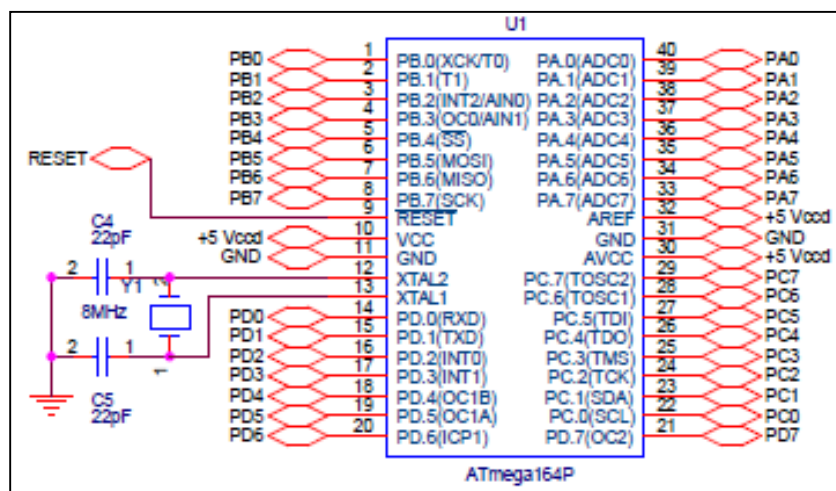 U1
PB0 1 PB.0(XCK/T0) PA.0(ADC0) 40 PA0
PB1 2 PB.1(T1) PA.1(ADC1) 39 PA1
PB2 3 PB.2(INT2/AIN0) PA.2(ADC2) 38 PA2
PB3 4 PB.3(OC0/AIN1) PA.3(ADC3) 37 PA3
PB4 5 PB.4(SS) PA.4(ADC4) 36 PA4
PB5 6 PB.5(MOSI) PA.5(ADC5) 35 PA5
PB6 7 PB.6(MISO) PA.6(ADC6) 34 PA6
PB7 8 PB.7(SCK) PA.7(ADC7) 33 PA7
RESET 9 RESET AREF 32 +5 Vccd
+5 Vccd 10 VCC GND 31 GND
GND 11 GND AVCC 30 +5 Vccd
C4
22pF
2 1 12 XTAL2 PC.7(TOSC2) 29 PC7
Y1 2 13 XTAL1 PC.6(TOSC1) 28 PC6
8MHz
PD0 14 PD.0(RXD) PC.5(TDI) 27 PC5
PD1 15 PD.1(TXD) PC.4(TDO) 26 PC4
2 1 1
PD2 16 PD.2(INT0) PC.3(TMS) 25 PC3
PD3 17 PD.3(INT1) PC.2(TCK) 24 PC2
C5
22pF
PD4 18 PD.4(OC1B) PC.1(SDA) 23 PC1
PD5 19 PD.5(OC1A) PC.0(SCL) 22 PC0
PD6 20 PD.6(ICP1) PD.7(OC2) 21 PD7
ATmega164P